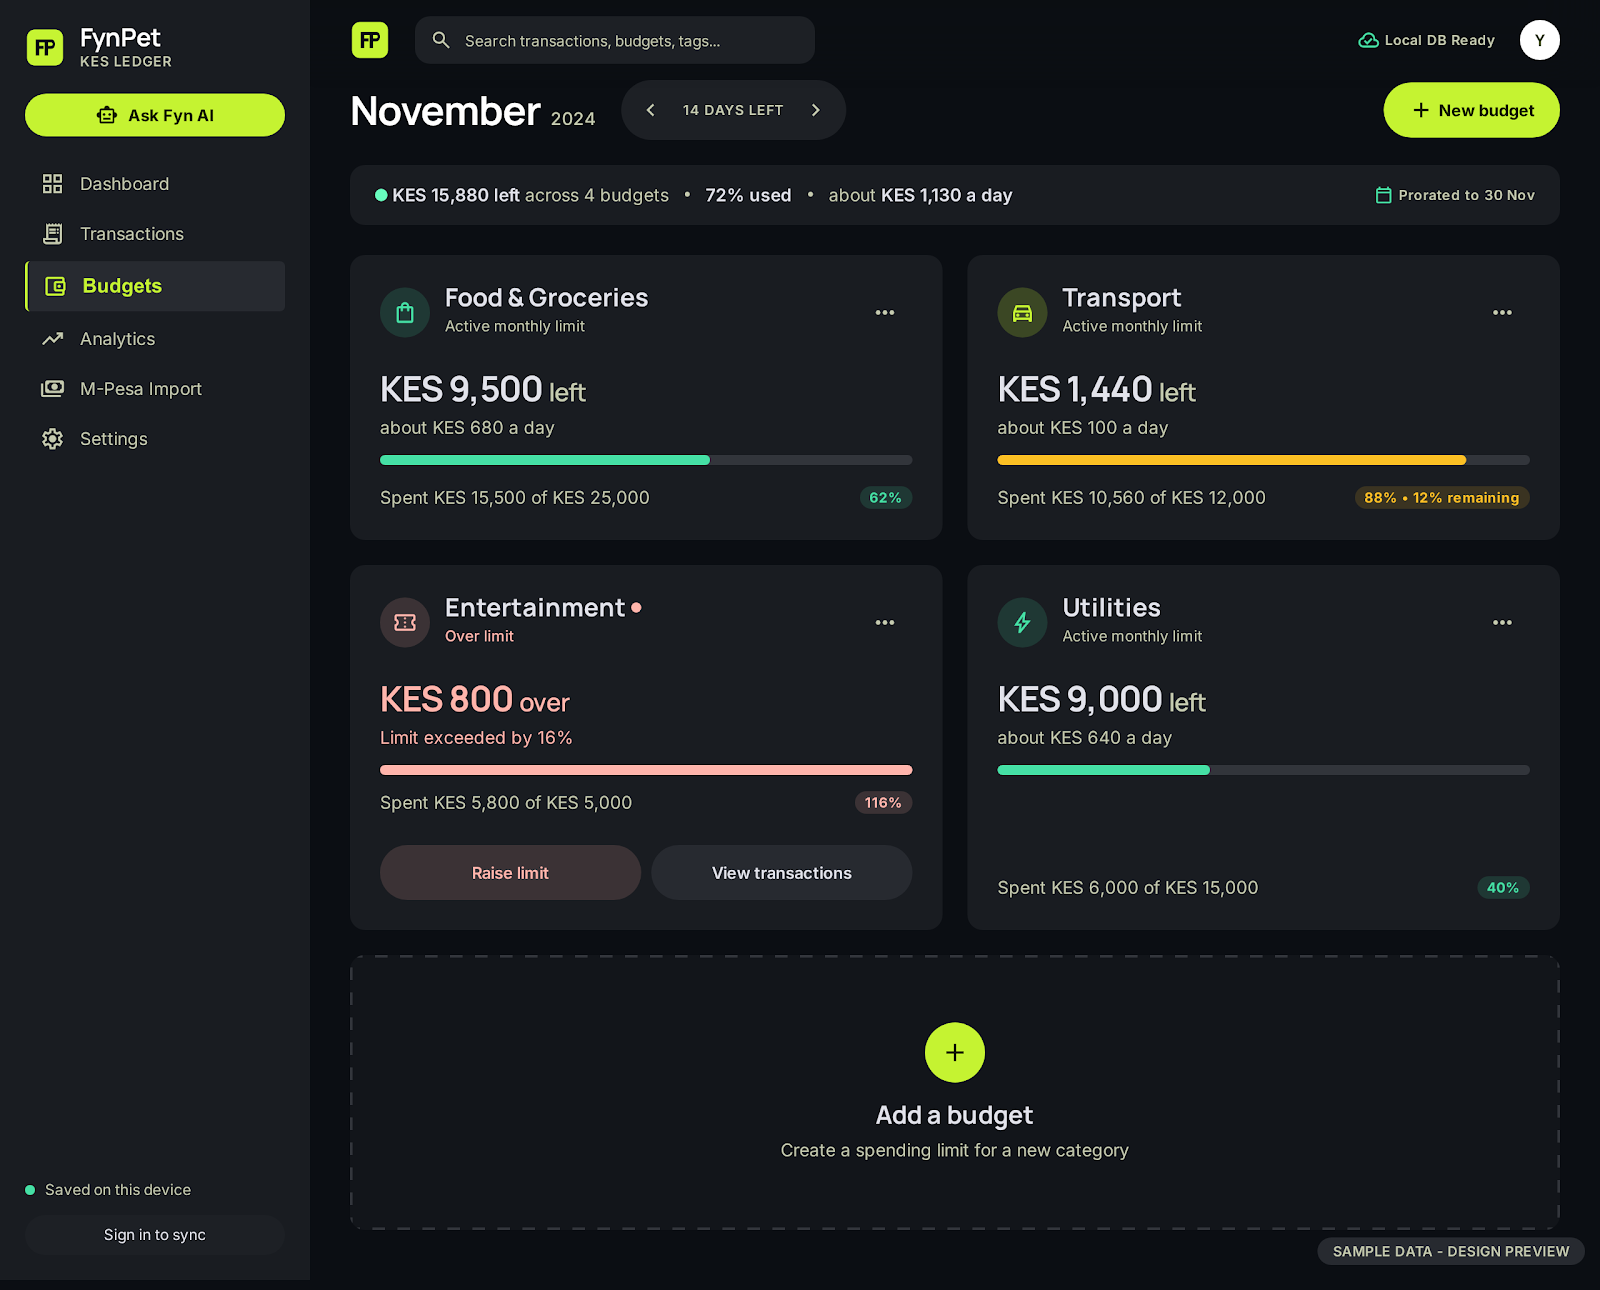 FP
FynPet
KES LEDGER
Ask Fyn AI
Dashboard
Transactions
Budgets
Analytics
M-Pesa Import
Settings
Saved on this device
Sign in to sync
FP
Search transactions, budgets, tags...
Local DB Ready
Y
November 2024
14 DAYS LEFT
+ New budget
KES 15,880 left across 4 budgets • 72% used • about KES 1,130 a day
Prorated to 30 Nov
Food & Groceries
Active monthly limit
KES 9,500 left
about KES 680 a day
Spent KES 15,500 of KES 25,000
62%
Transport
Active monthly limit
KES 1,440 left
about KES 100 a day
Spent KES 10,560 of KES 12,000
88% • 12% remaining
Entertainment
Over limit
KES 800 over
Limit exceeded by 16%
Spent KES 5,800 of KES 5,000
116%
Raise limit
View transactions
Utilities
Active monthly limit
KES 9,000 left
about KES 640 a day
Spent KES 6,000 of KES 15,000
40%
Add a budget
Create a spending limit for a new category
SAMPLE DATA - DESIGN PREVIEW